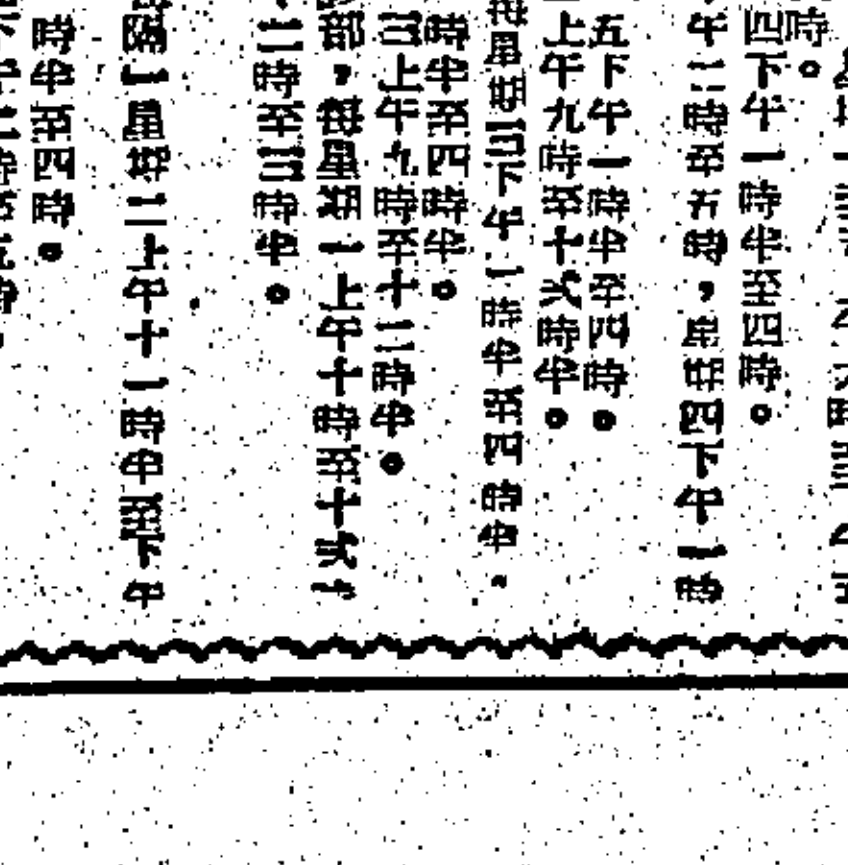 時。
四下午一時半至四時。
午二時至五時，星期四下午一時
五下午一時半至四時。
上午九時至十弍時半。
每星期三下午一時半至四時半。
時半至四時半。
三上午九時至十二時半。
部，每星期一上午十時至十弍
二時至三時半。
隔一星期二上午十一時半至下午
時半至四時。